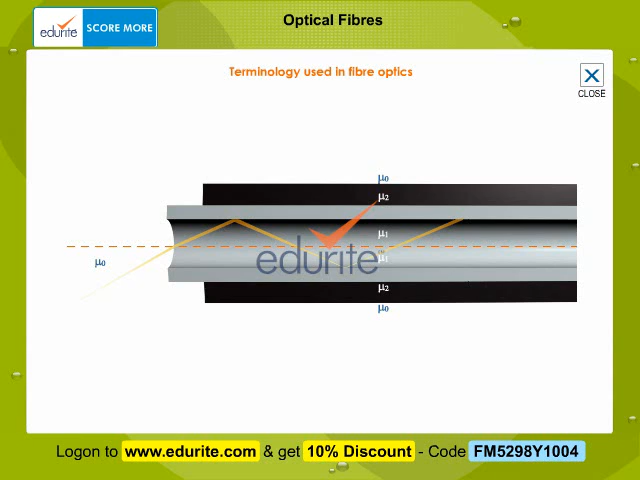 Optical Fibres
edurite SCORE MORE
Terminology used in fibre optics
CLOSE
μ0
μ2
μ1
μ0
edurite
μ1
μ2
μ0
Logon to www.edurite.com & get 10% Discount - Code FM5298Y1004